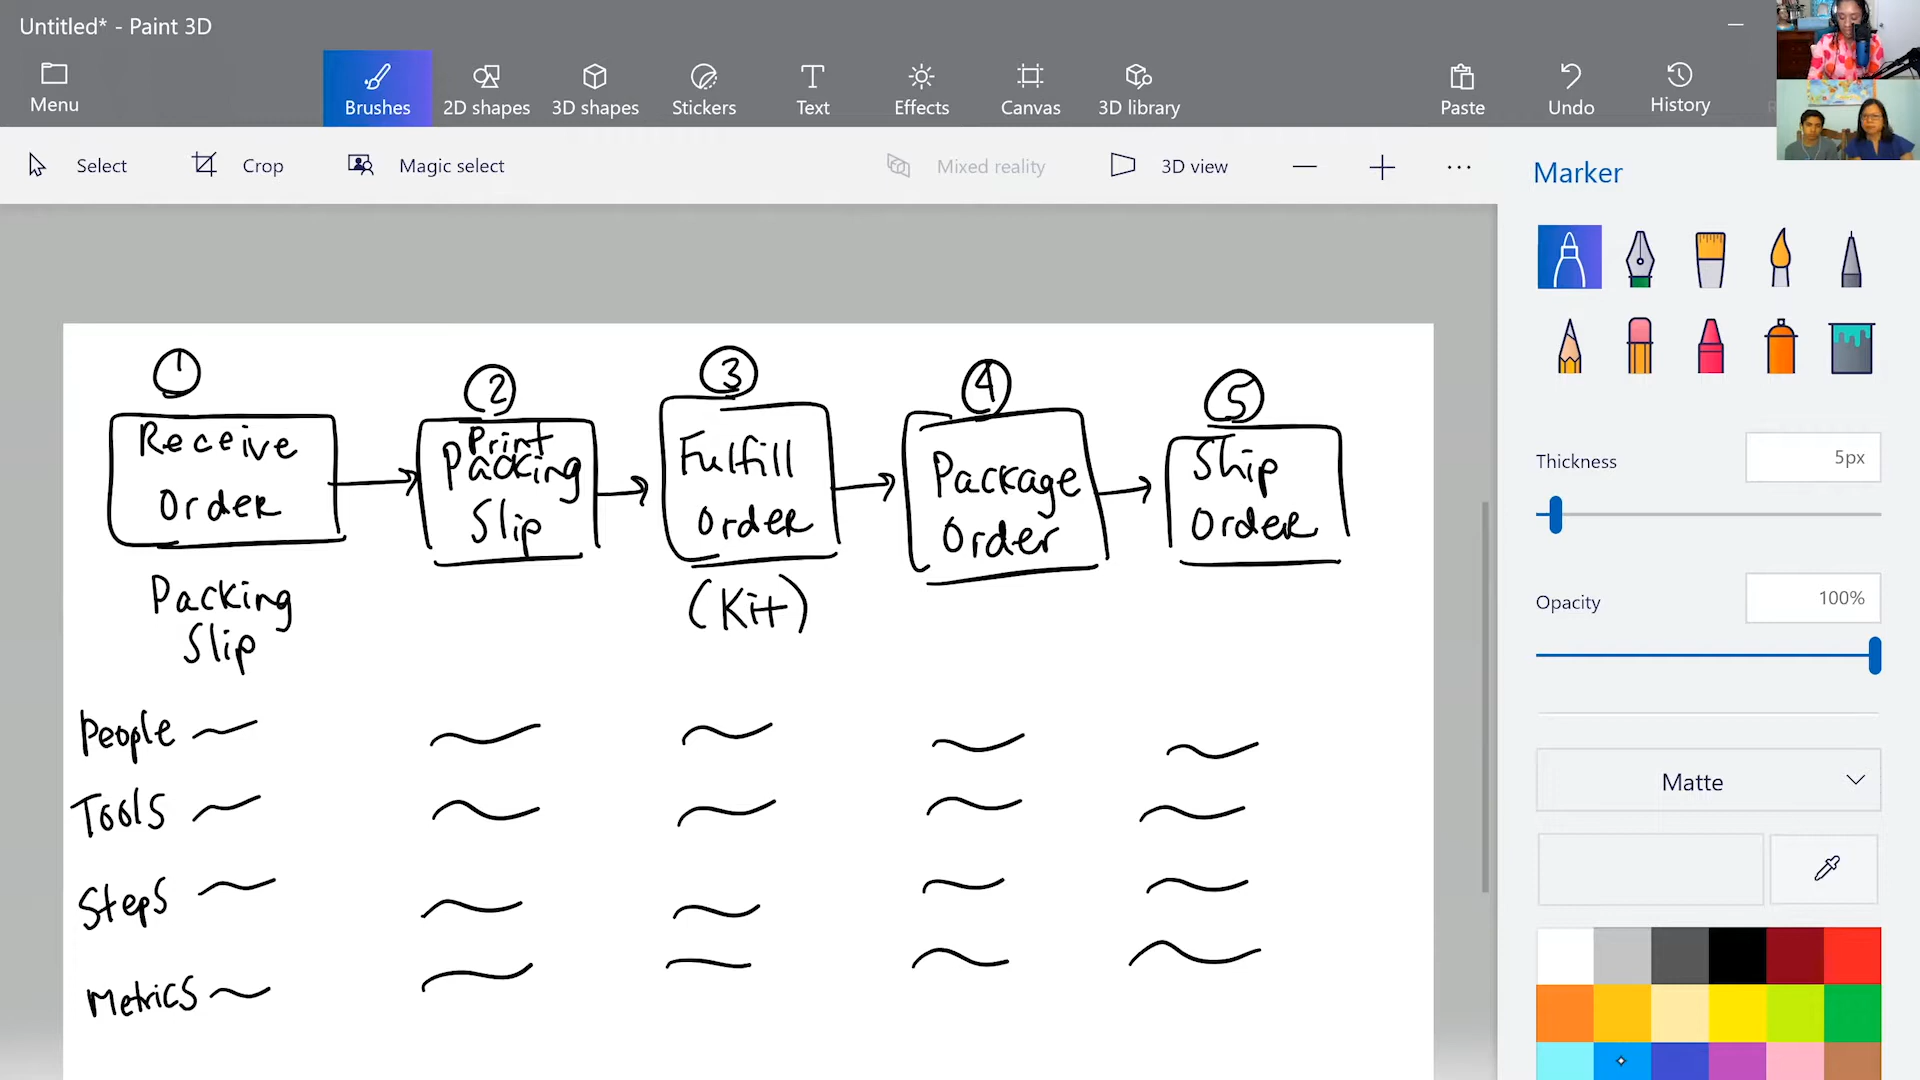 Untitled* - Paint 3D
Menu
Brushes
2D shapes
3D shapes
Stickers
Text
Effects
Canvas
3D library
Paste
Undo
History
Select
Crop
Magic select
Mixed reality
3D view
Marker
Thickness
5px
Opacity
100%
Matte
1
Receive
Order
Packing
Slip
2
Print
Packing
Slip
3
Fulfill
Order
(Kit)
4
Package
Order
5
Ship
Order
People
Tools
Steps
Metrics